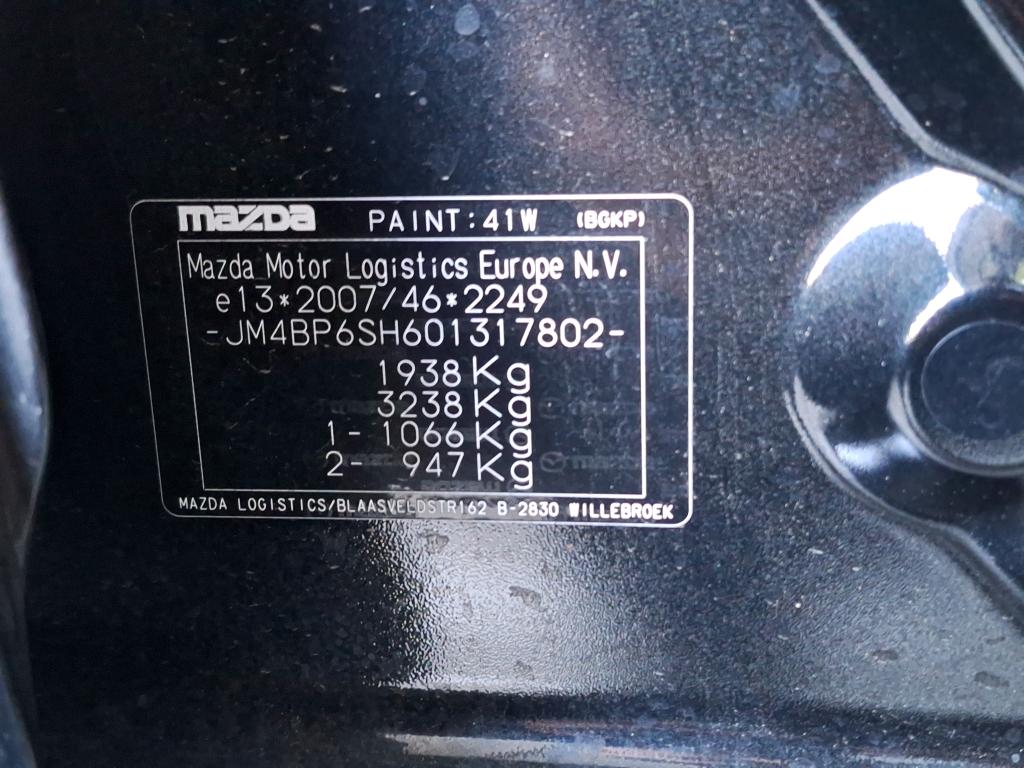 mazda PAINT: 41W (BGKP)
Mazda Motor Logistics Europe N.V.
e13*2007/46*2249
-JM4BP6SH601317802-
1938 Kg
3238 Kg
1- 1066 Kg
2- 947 Kg
MAZDA LOGISTICS/BLAASVELDSTR162 B-2830 WILLEBROEK